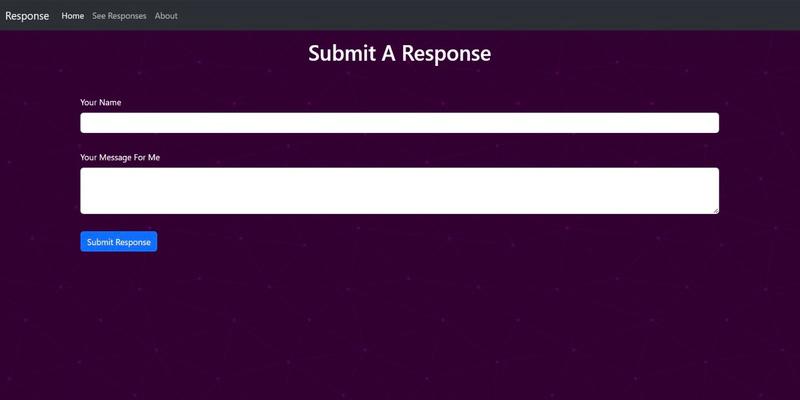 Response Home See Responses About
Submit A Response
Your Name
Your Message For Me
Submit Response